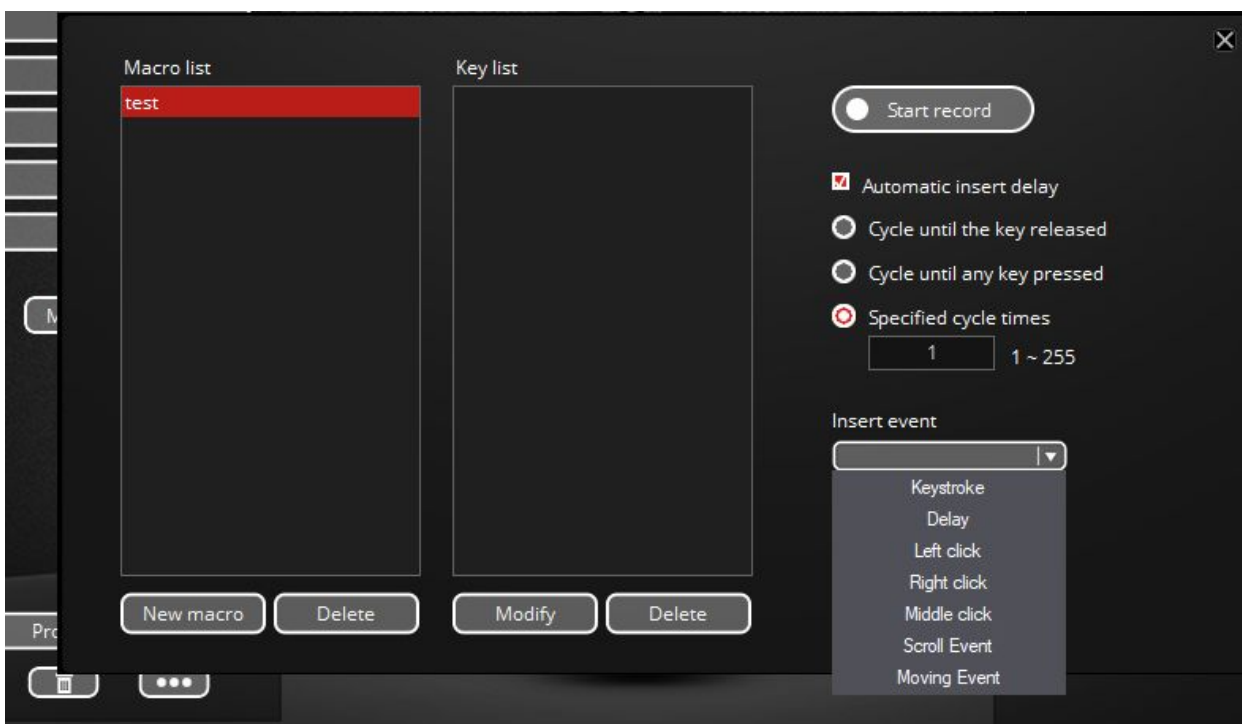 Macro list
test
New macro
Delete
Key list
Modify
Delete
Start record
Automatic insert delay
Cycle until the key released
Cycle until any key pressed
Specified cycle times
1
1 ~ 255
Insert event
Keystroke
Delay
Left click
Right click
Middle click
Scroll Event
Moving Event
M
Pro